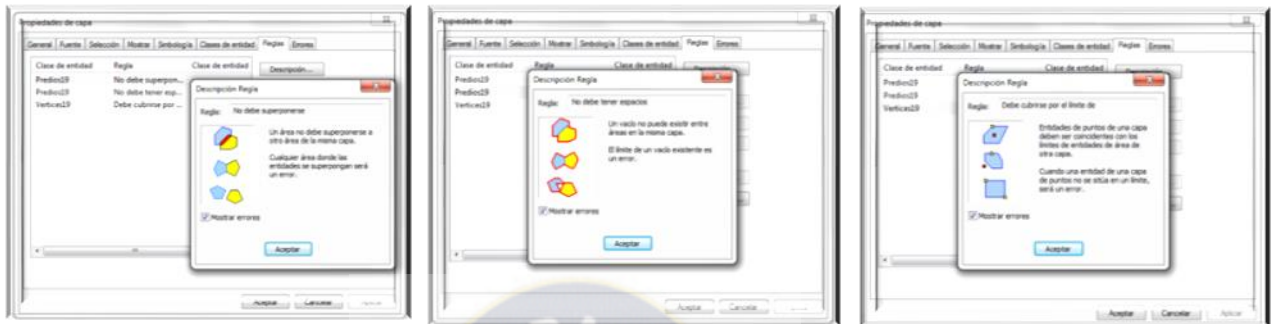 Propiedades de capa
General Fuente Selección Mostrar Simbología Clases de entidad Reglas Errores
Clase de entidad Regla Clase de entidad
Descripción...
Predios19 No debe superpon...
Predios19 No debe tener esp...
Vertices19 Debe cubrirse por ...
Descripción Regla
Regla: No debe superponerse
Un área no debe superponerse a
otro área de la misma capa.
Cualquier área donde las
entidades se superpongan será
un error.
Mostrar errores
Aceptar
Aceptar Cancelar Aplicar
Propiedades de capa
General Fuente Selección Mostrar Simbología Clases de entidad Reglas Errores
Clase de entidad Regla Clase de entidad
Predios19
Predios19
Vertices19
Descripción Regla
Regla: No debe tener espacios
Un vacío no puede existir entre
áreas en la misma capa.
El límite de un vacío existente es
un error.
Mostrar errores
Aceptar
Aceptar Cancelar
Propiedades de capa
General Fuente Selección Mostrar Simbología Clases de entidad Reglas Errores
Clase de entidad Regla Clase de entidad
Predios19
Predios19
Vertices19
Descripción Regla
Regla: Debe cubrirse por el límite de
Entidades de puntos de una capa
deben ser coincidentes con los
límites de entidades de área de
otra capa.
Cuando una entidad de una capa
de puntos no se sitúa en un límite,
será un error.
Mostrar errores
Aceptar
Aceptar Cancelar Aplicar